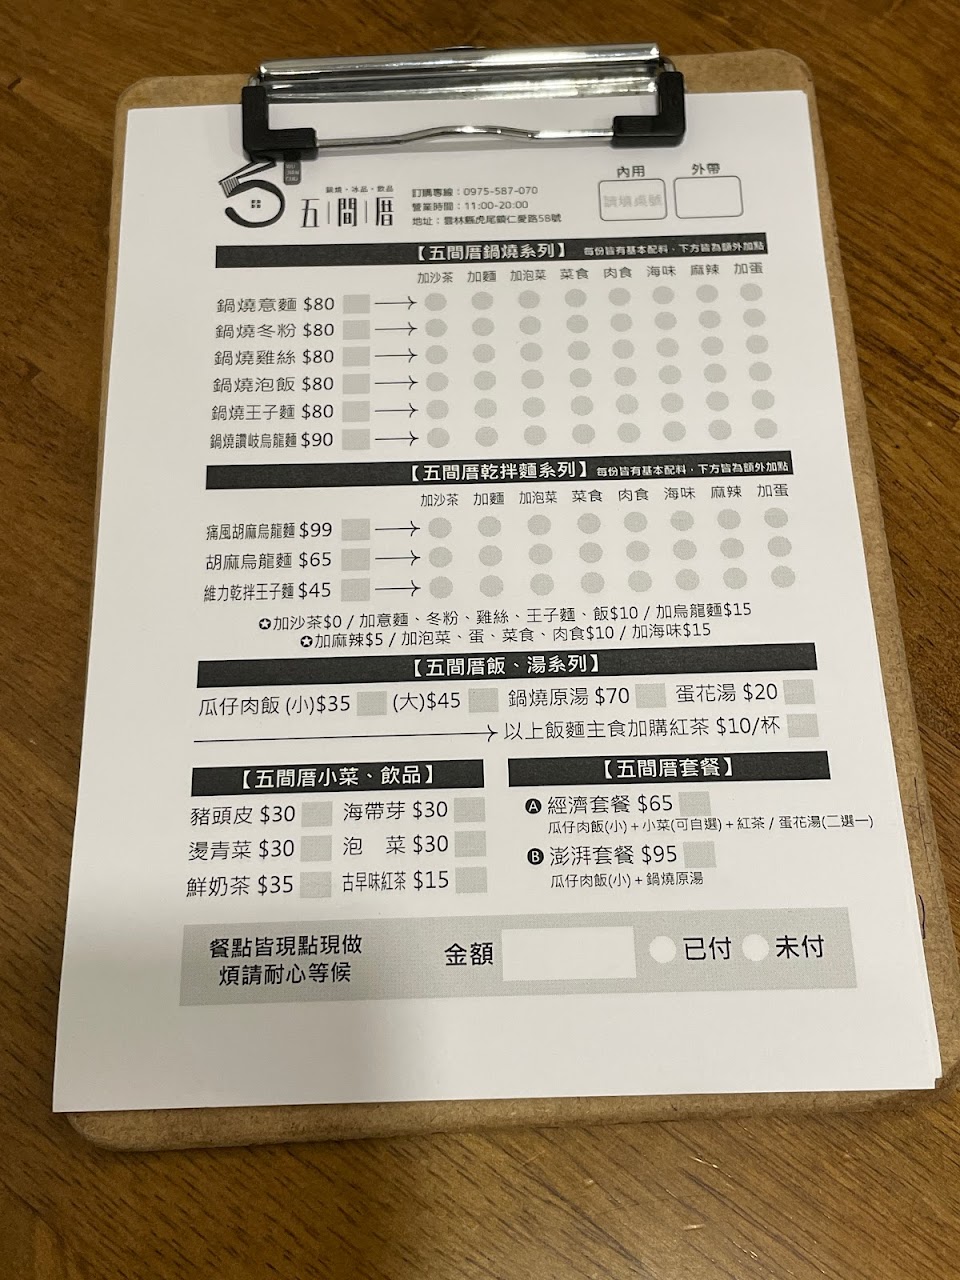 鍋燒・冰品・飲品
五間厝
訂購專線：0975-587-070
營業時間：11:00-20:00
地址：雲林縣虎尾鎮仁愛路58號
內用 外帶
請填桌號
【五間厝鍋燒系列】 每份皆有基本配料，下方皆為額外加點
加沙茶 加麵 加泡菜 菜食 肉食 海味 麻辣 加蛋
鍋燒意麵 $80
鍋燒冬粉 $80
鍋燒雞絲 $80
鍋燒泡飯 $80
鍋燒王子麵 $80
鍋燒讚岐烏龍麵 $90
【五間厝乾拌麵系列】 每份皆有基本配料，下方皆為額外加點
加沙茶 加麵 加泡菜 菜食 肉食 海味 麻辣 加蛋
痛風胡麻烏龍麵 $99
胡麻烏龍麵 $65
維力乾拌王子麵 $45
✪加沙茶$0 / 加意麵、冬粉、雞絲、王子麵、飯$10 / 加烏龍麵$15
✪加麻辣$5 / 加泡菜、蛋、菜食、肉食$10 / 加海味$15
【五間厝飯、湯系列】
瓜仔肉飯 (小)$35 (大)$45 鍋燒原湯 $70 蛋花湯 $20
以上飯麵主食加購紅茶 $10/杯
【五間厝小菜、飲品】
豬頭皮 $30 海帶芽 $30
燙青菜 $30 泡　菜 $30
鮮奶茶 $35 古早味紅茶 $15
【五間厝套餐】
A 經濟套餐 $65
瓜仔肉飯(小)+小菜(可自選)+紅茶 / 蛋花湯(二選一)
B 澎湃套餐 $95
瓜仔肉飯(小)+鍋燒原湯
餐點皆現點現做
煩請耐心等候
金額 已付 未付